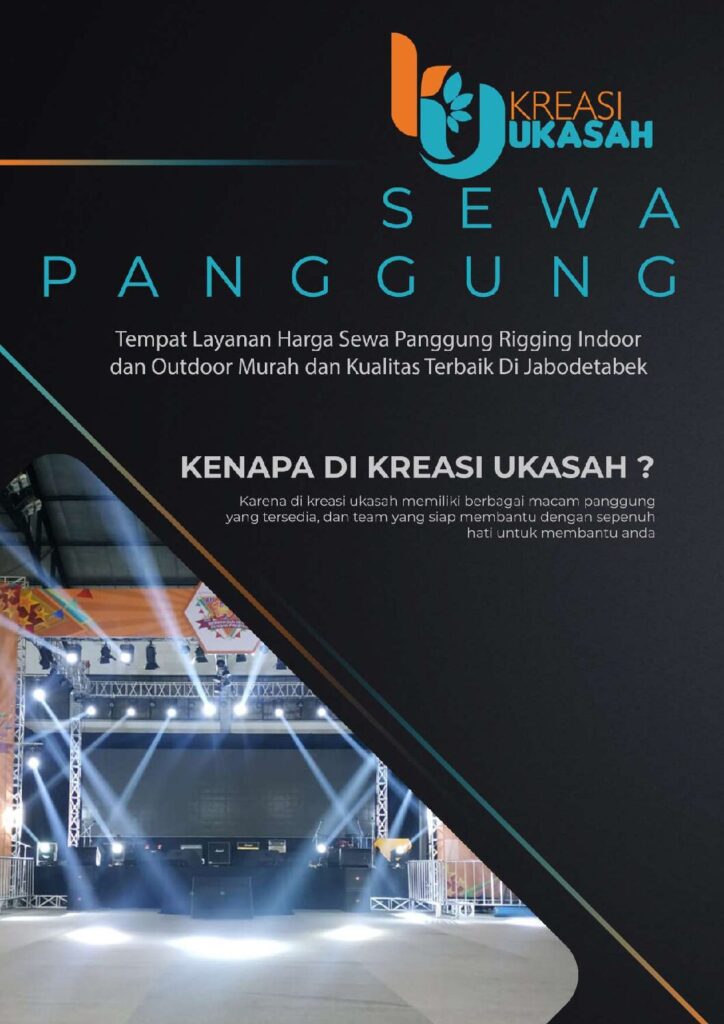 KREASI
UKASAH
SEWA
PANGGUNG
Tempat Layanan Harga Sewa Panggung Rigging Indoor
dan Outdoor Murah dan Kualitas Terbaik Di Jabodetabek
KENAPA DI KREASI UKASAH ?
Karena di kreasi ukasah memiliki berbagai macam panggung
yang tersedia, dan team yang siap membantu dengan sepenuh
hati untuk membantu anda